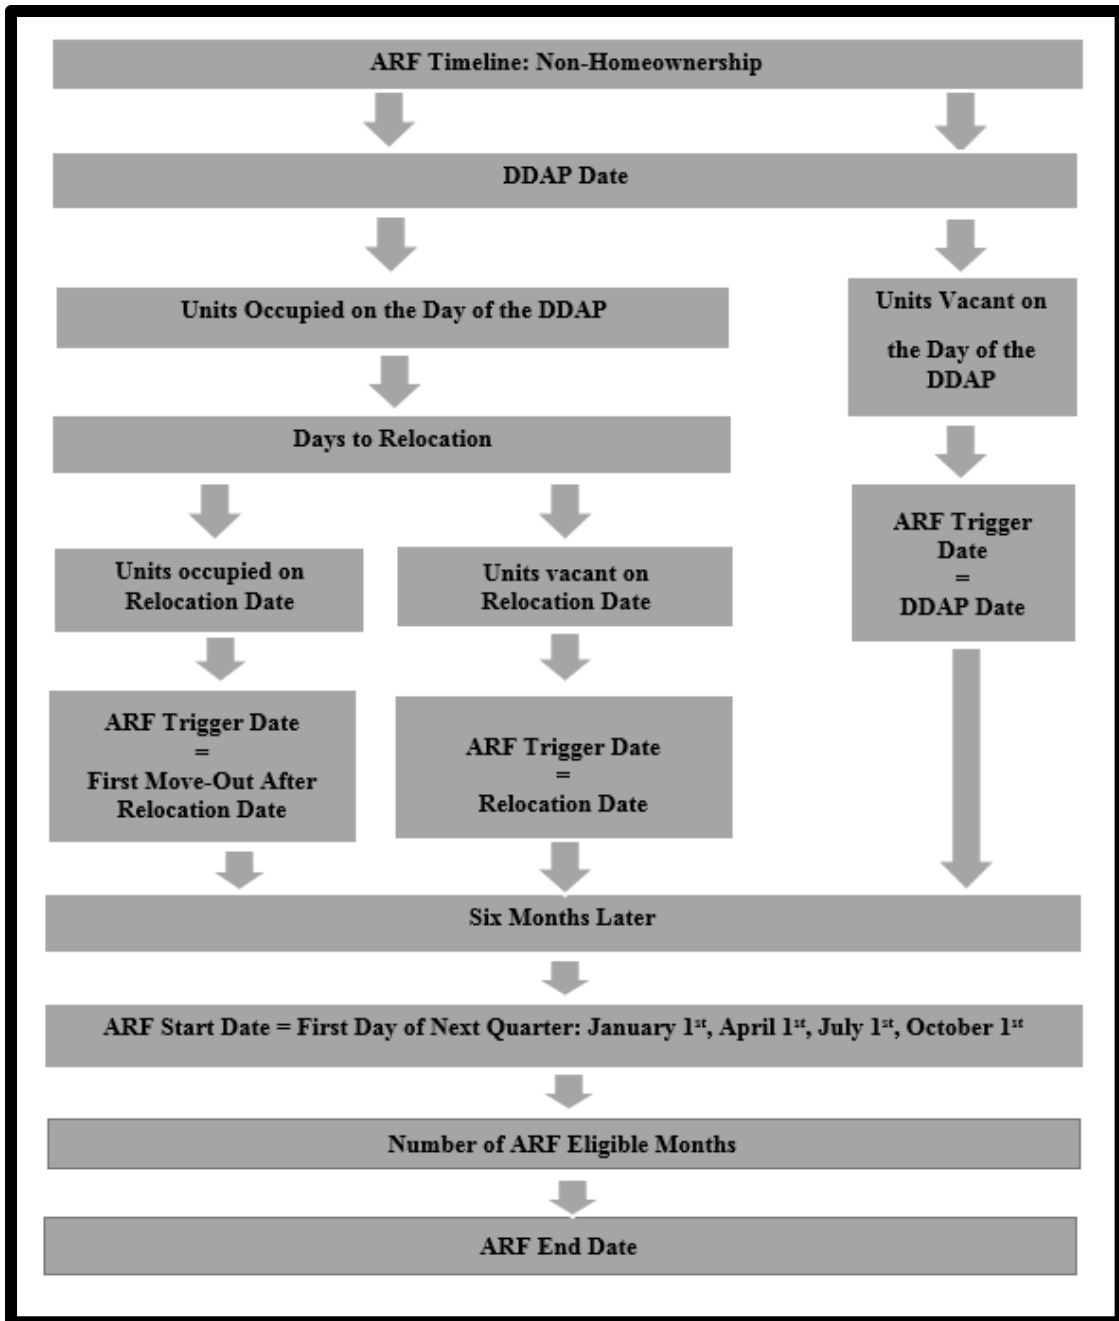 ARF Timeline: Non-Homeownership
DDAP Date
Units Occupied on the Day of the DDAP
Units Vacant on
the Day of the
DDAP
Days to Relocation
ARF Trigger
Date
=
DDAP Date
Units occupied on
Relocation Date
Units vacant on
Relocation Date
ARF Trigger Date
=
First Move-Out After
Relocation Date
ARF Trigger Date
=
Relocation Date
Six Months Later
ARF Start Date = First Day of Next Quarter: January 1st, April 1st, July 1st, October 1st
Number of ARF Eligible Months
ARF End Date